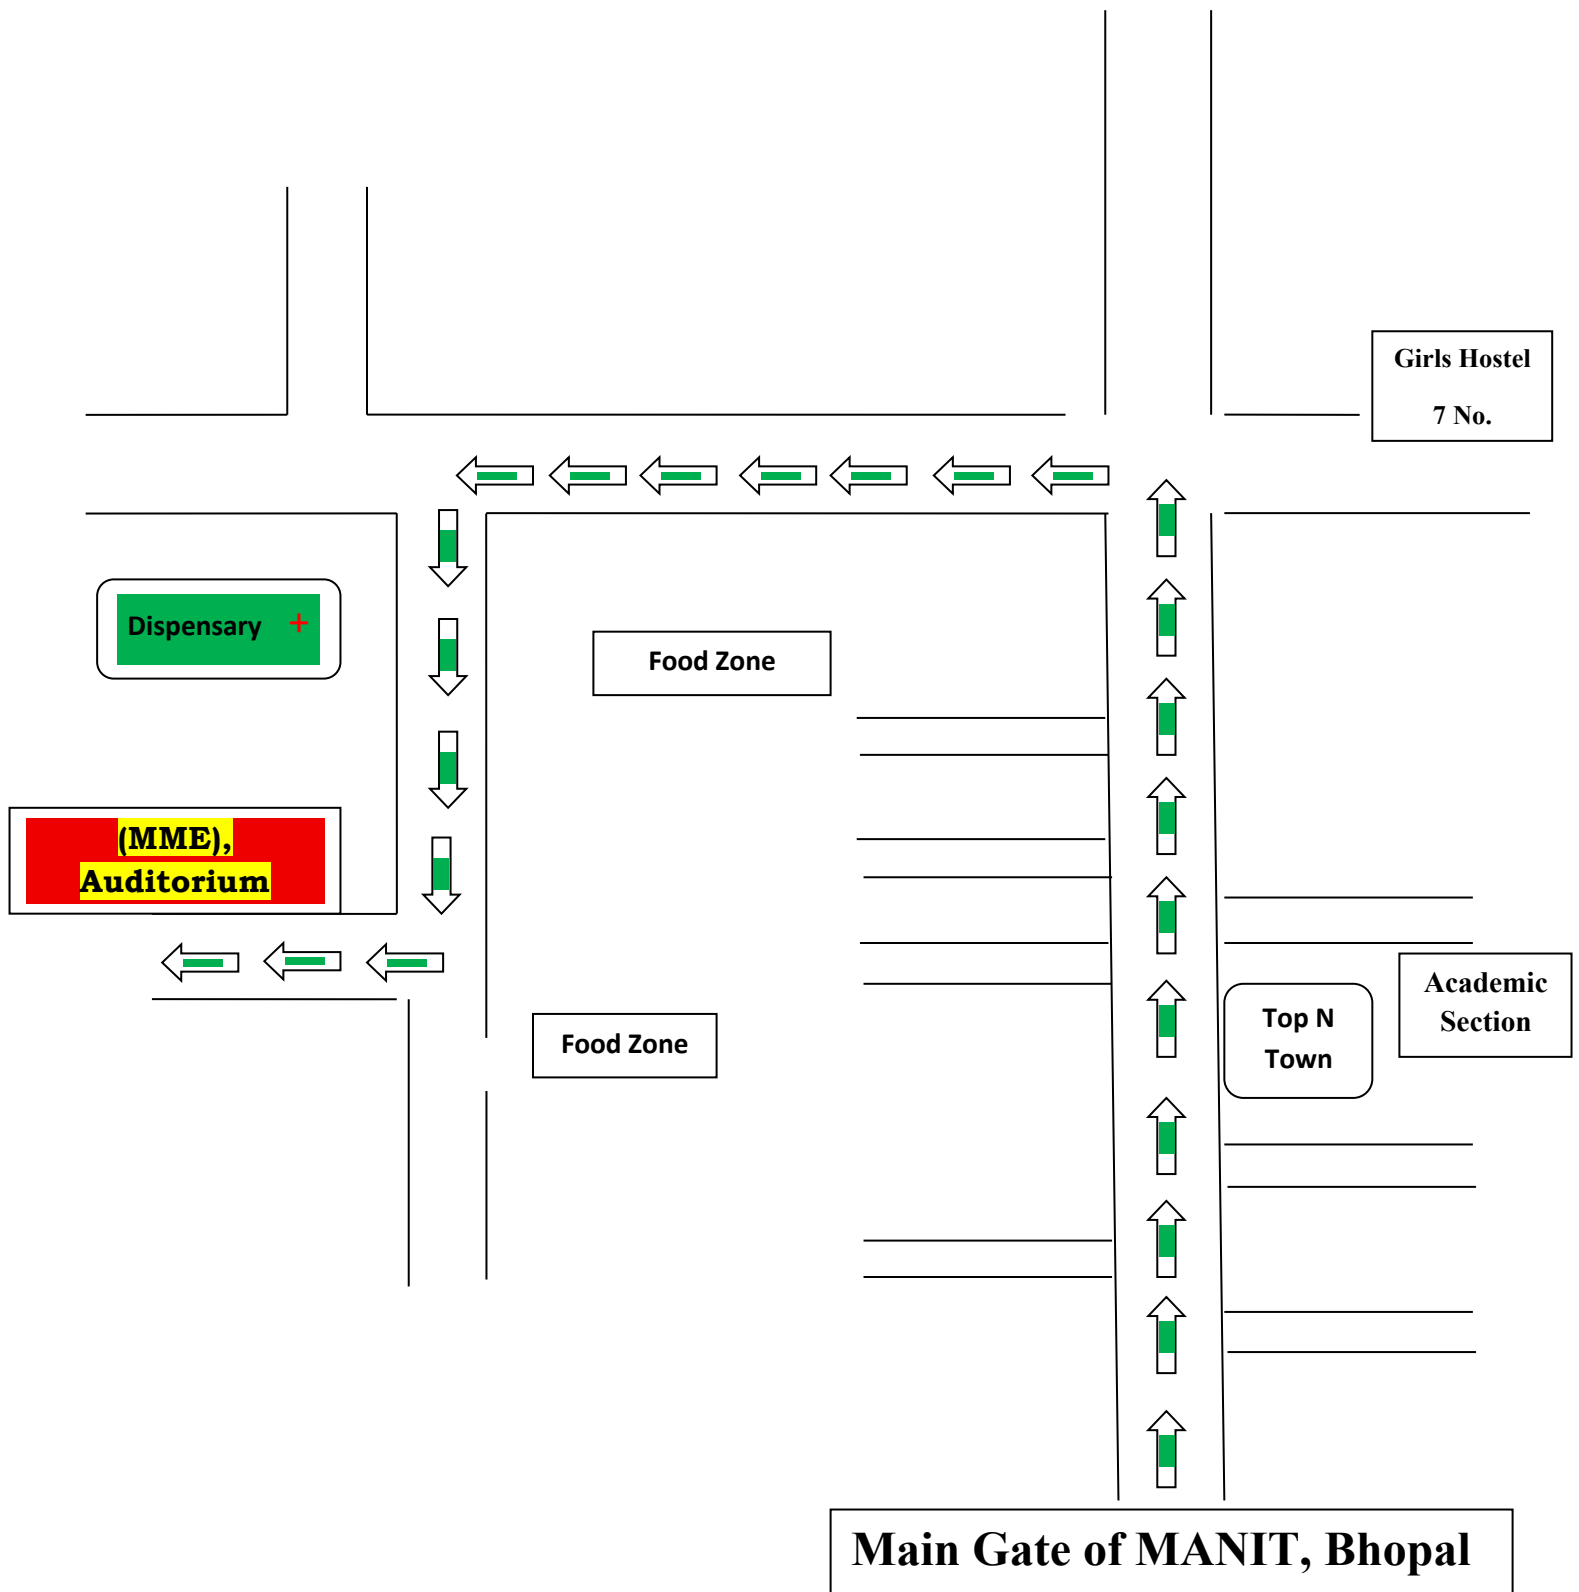 Girls Hostel
7 No.
Dispensary +
Food Zone
(MME),
Auditorium
Academic
Section
Top N
Town
Food Zone
Main Gate of MANIT, Bhopal